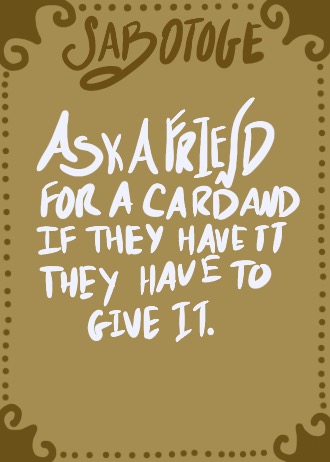 SABOTOGE
ASK A FRIEND
FOR A CARD AND
IF THEY HAVE IT
THEY HAVE TO
GIVE IT.